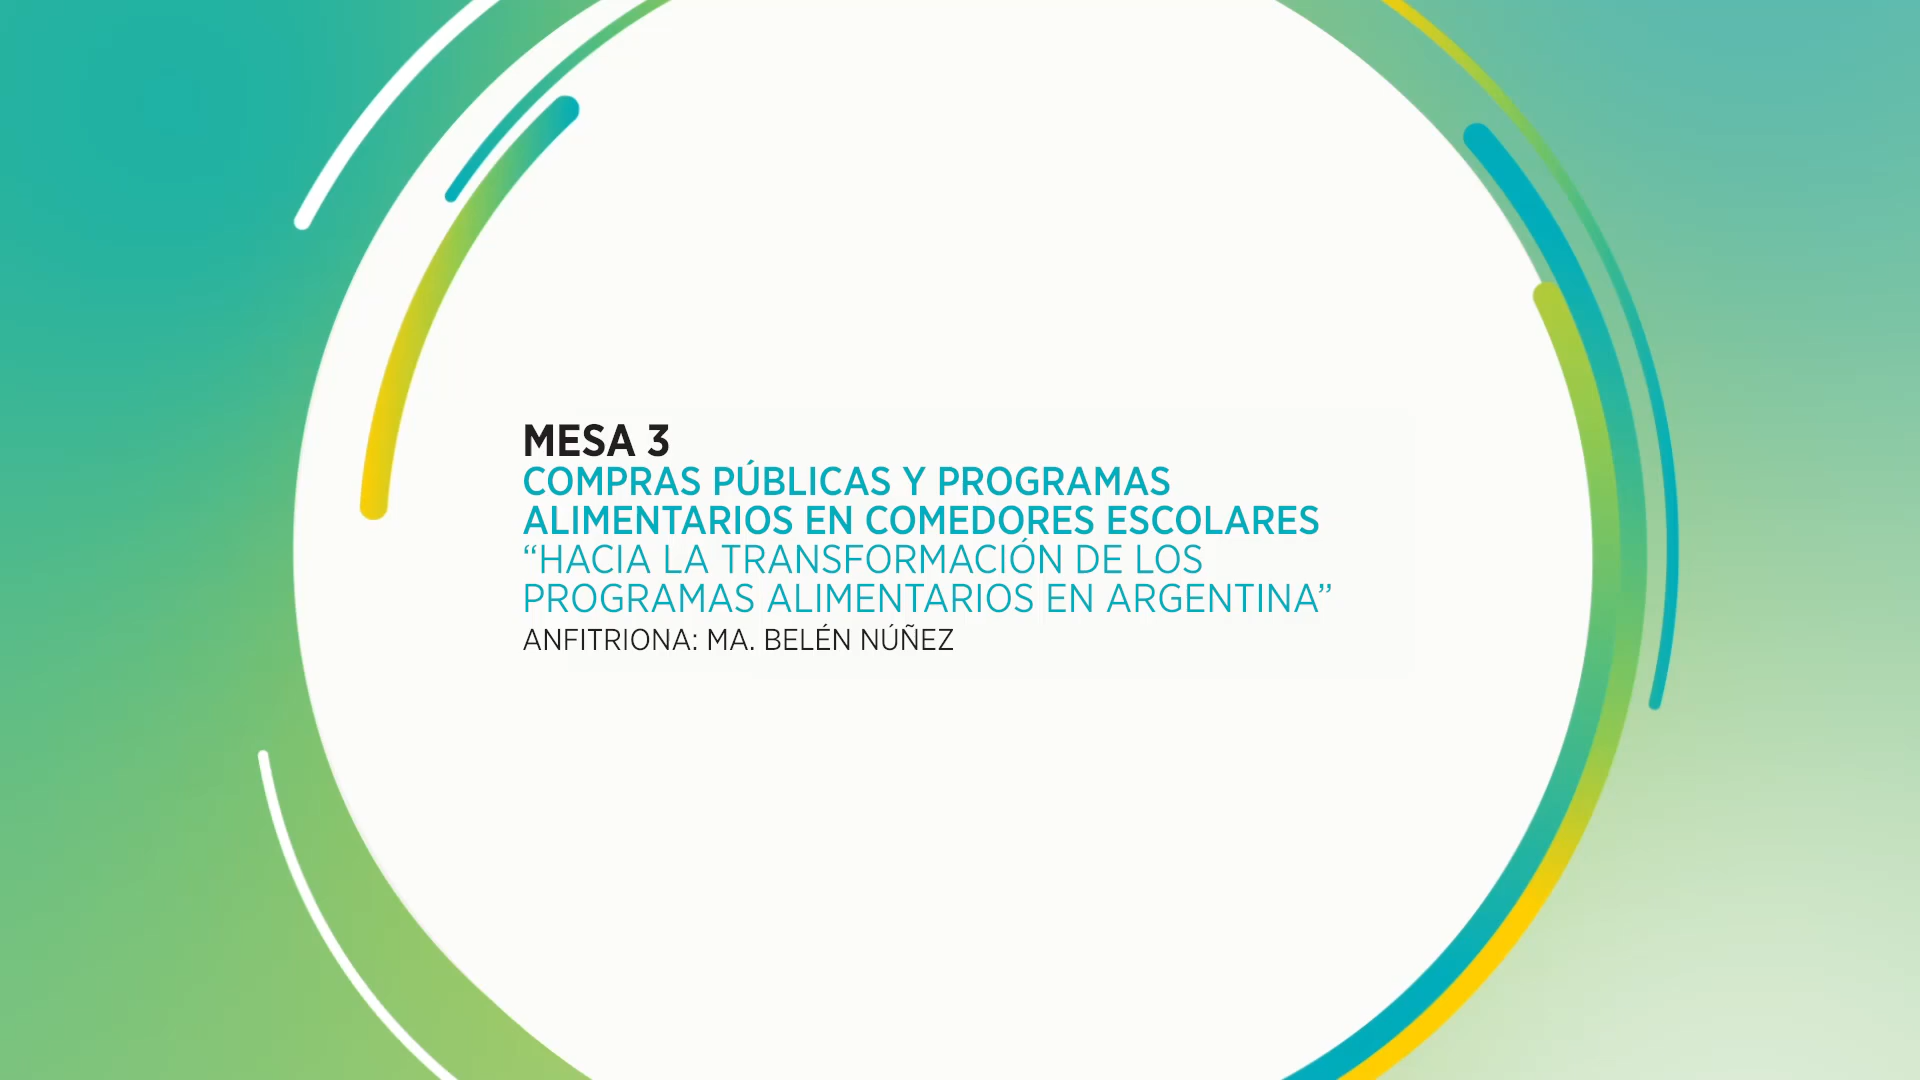 MESA 3
COMPRAS PÚBLICAS Y PROGRAMAS
ALIMENTARIOS EN COMEDORES ESCOLARES
“HACIA LA TRANSFORMACIÓN DE LOS
PROGRAMAS ALIMENTARIOS EN ARGENTINA”
ANFITRIONA: MA. BELÉN NÚÑEZ